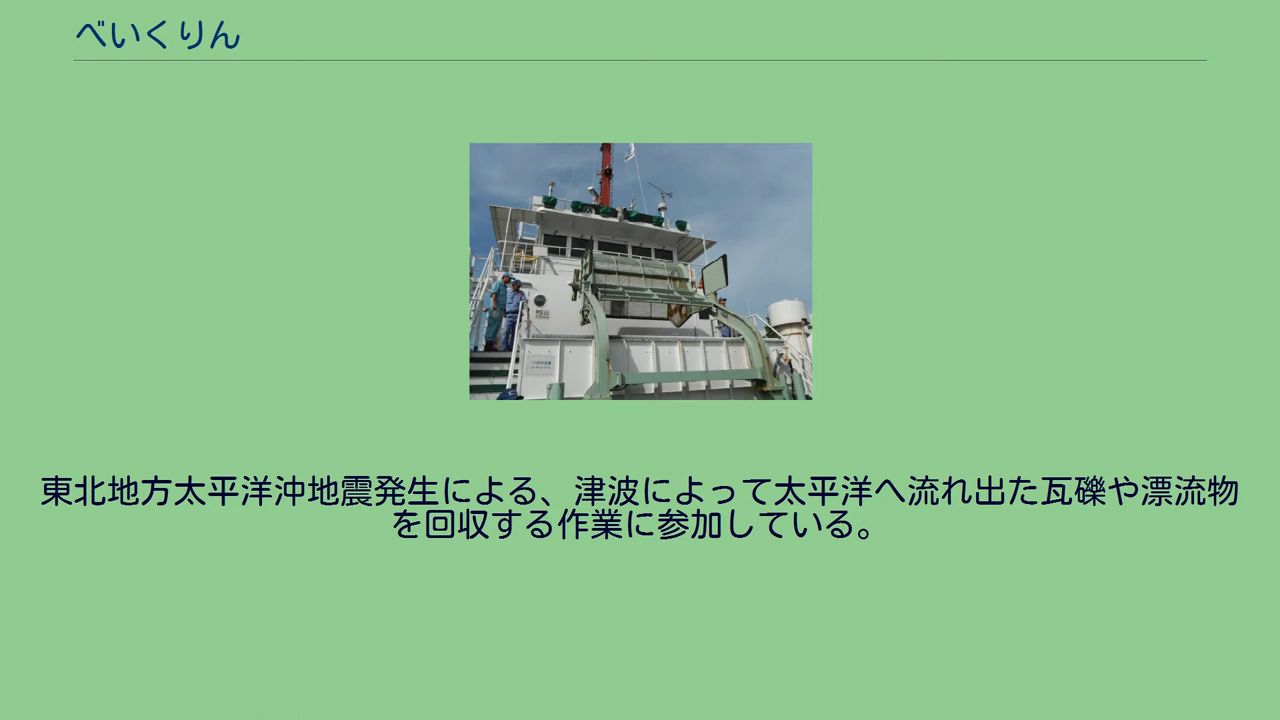 べいくりん
東北地方太平洋沖地震発生による、津波によって太平洋へ流れ出た瓦礫や漂流物
を回収する作業に参加している。